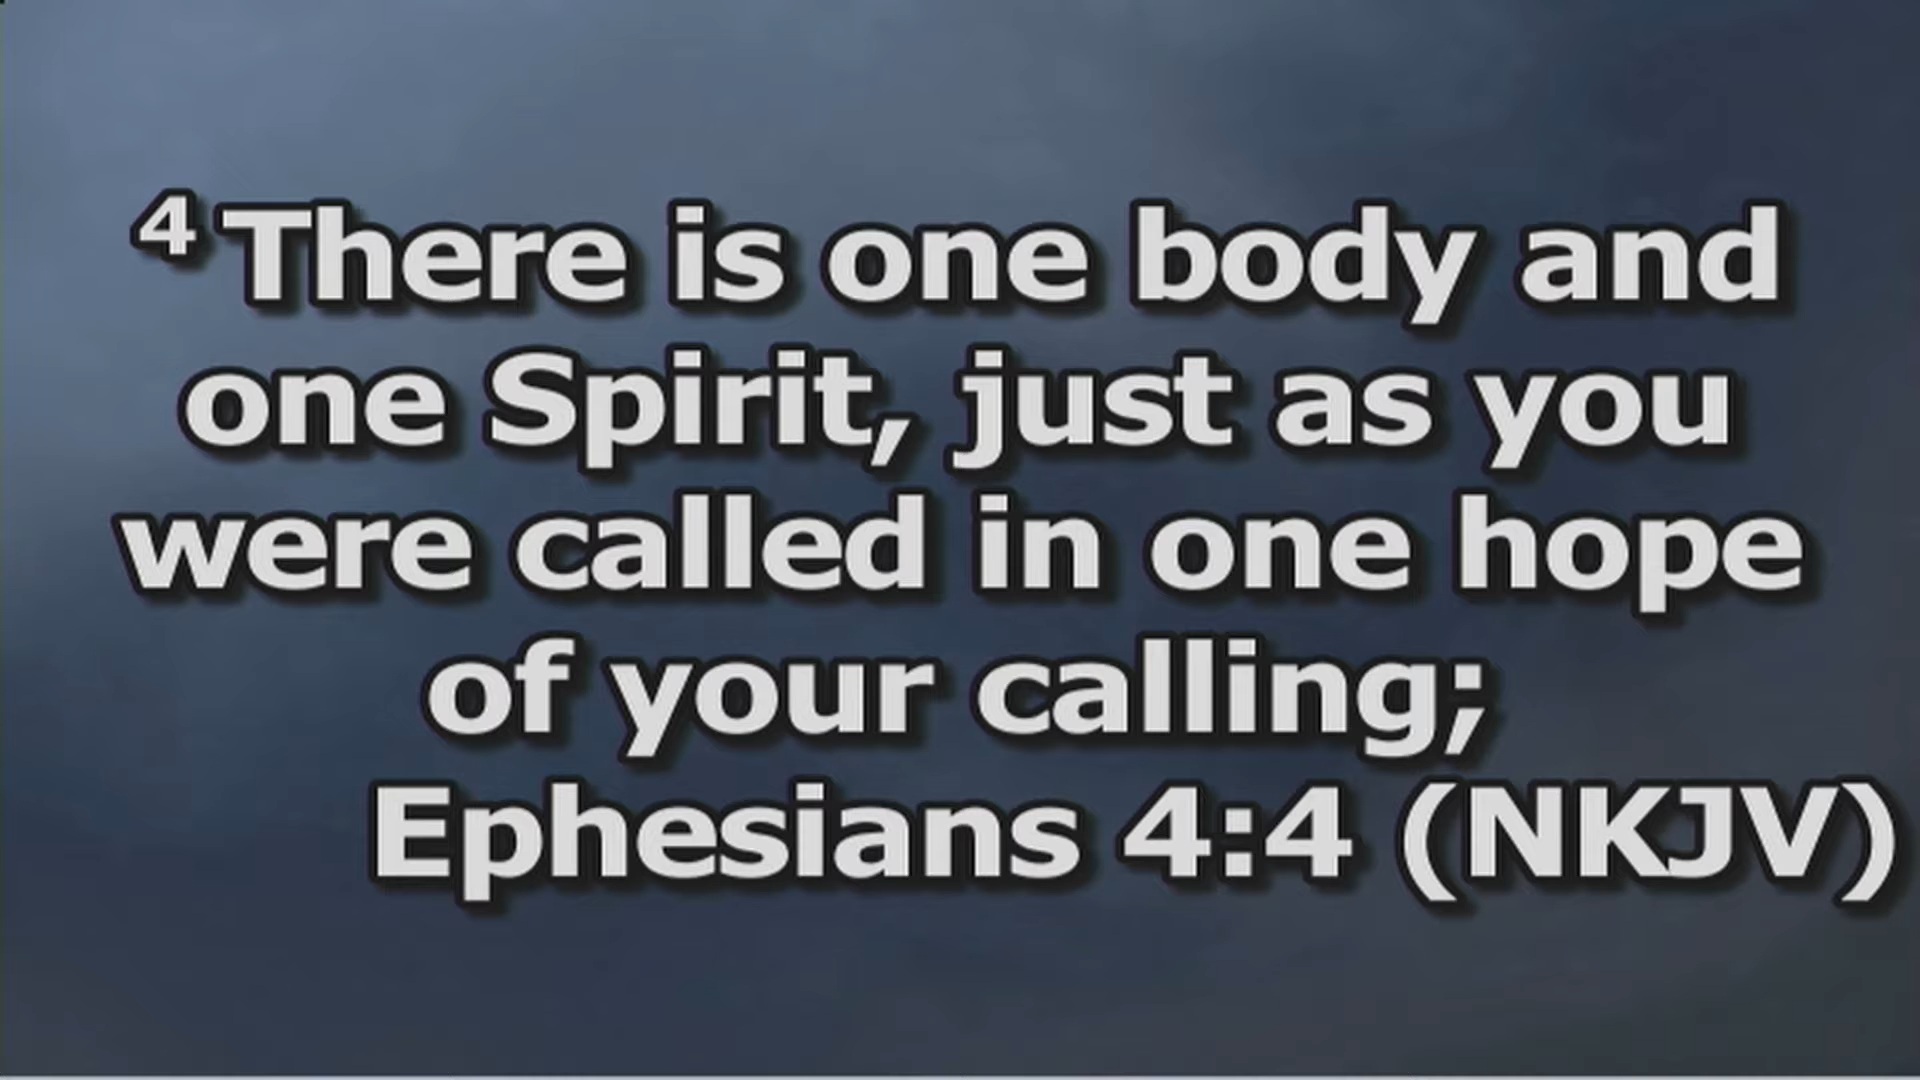 4 There is one body and
one Spirit, just as you
were called in one hope
of your calling;
Ephesians 4:4 (NKJV)